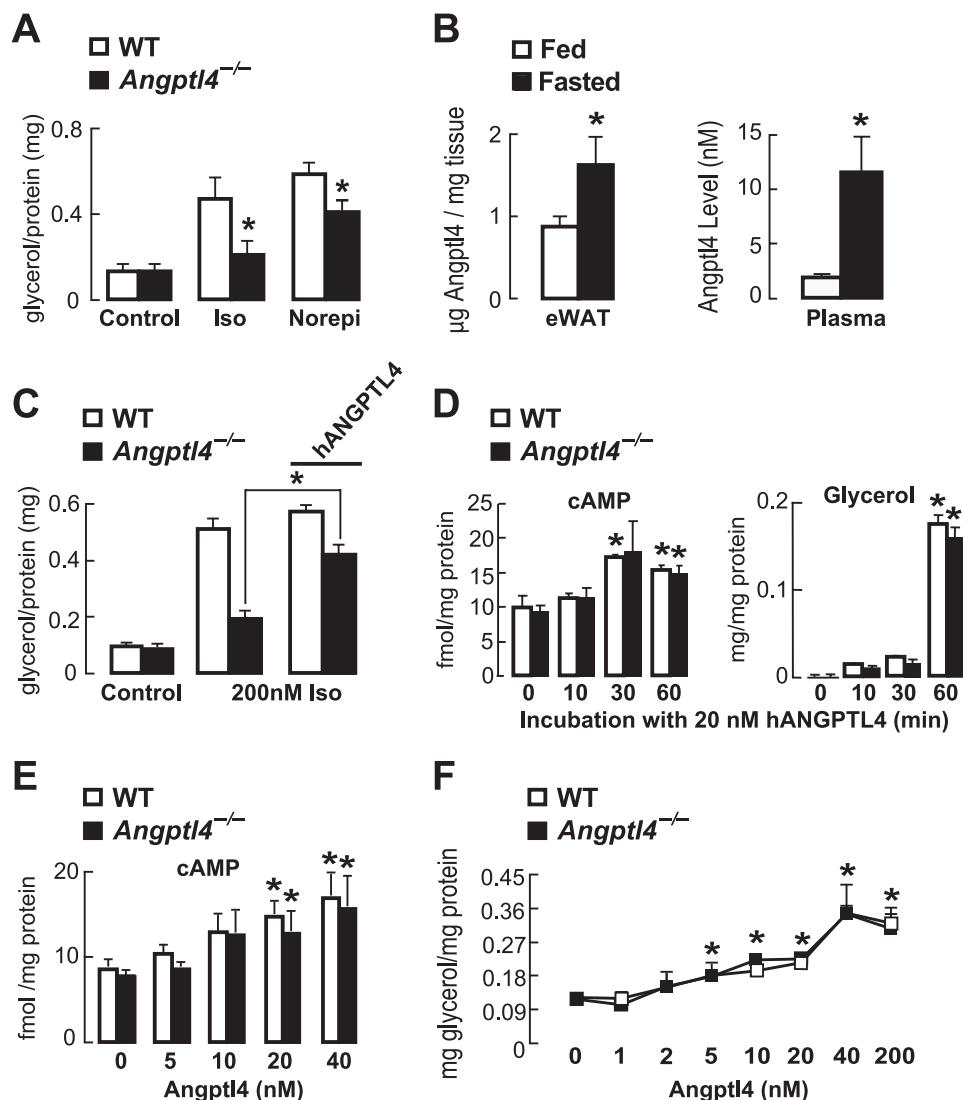 A
WT
Angptl4−/−
glycerol/protein (mg)
0.8
0.4
0
*
*
Control Iso Norepi
B
Fed
Fasted
µg Angptl4 / mg tissue
2
1
0
*
eWAT
Angptl4 Level (nM)
15
10
5
0
*
Plasma
C
WT
Angptl4−/−
hANGPTL4
glycerol/protein (mg)
0.6
0.4
0.2
0
*
Control 200nM Iso
D
WT
Angptl4−/−
cAMP
fmol/mg protein
25
20
15
10
5
0
* * *
0 10 30 60
Glycerol
mg/mg protein
0.2
0.1
0
* *
0 10 30 60
Incubation with 20 nM hANGPTL4 (min)
E
WT
Angptl4−/−
cAMP
fmol /mg protein
20
10
0
* * * *
0 5 10 20 40
Angptl4 (nM)
F
WT
Angptl4−/−
mg glycerol/mg protein
0.45
0.36
0.27
0.18
0.09
0
* * * * *
0 1 2 5 10 20 40 200
Angptl4 (nM)